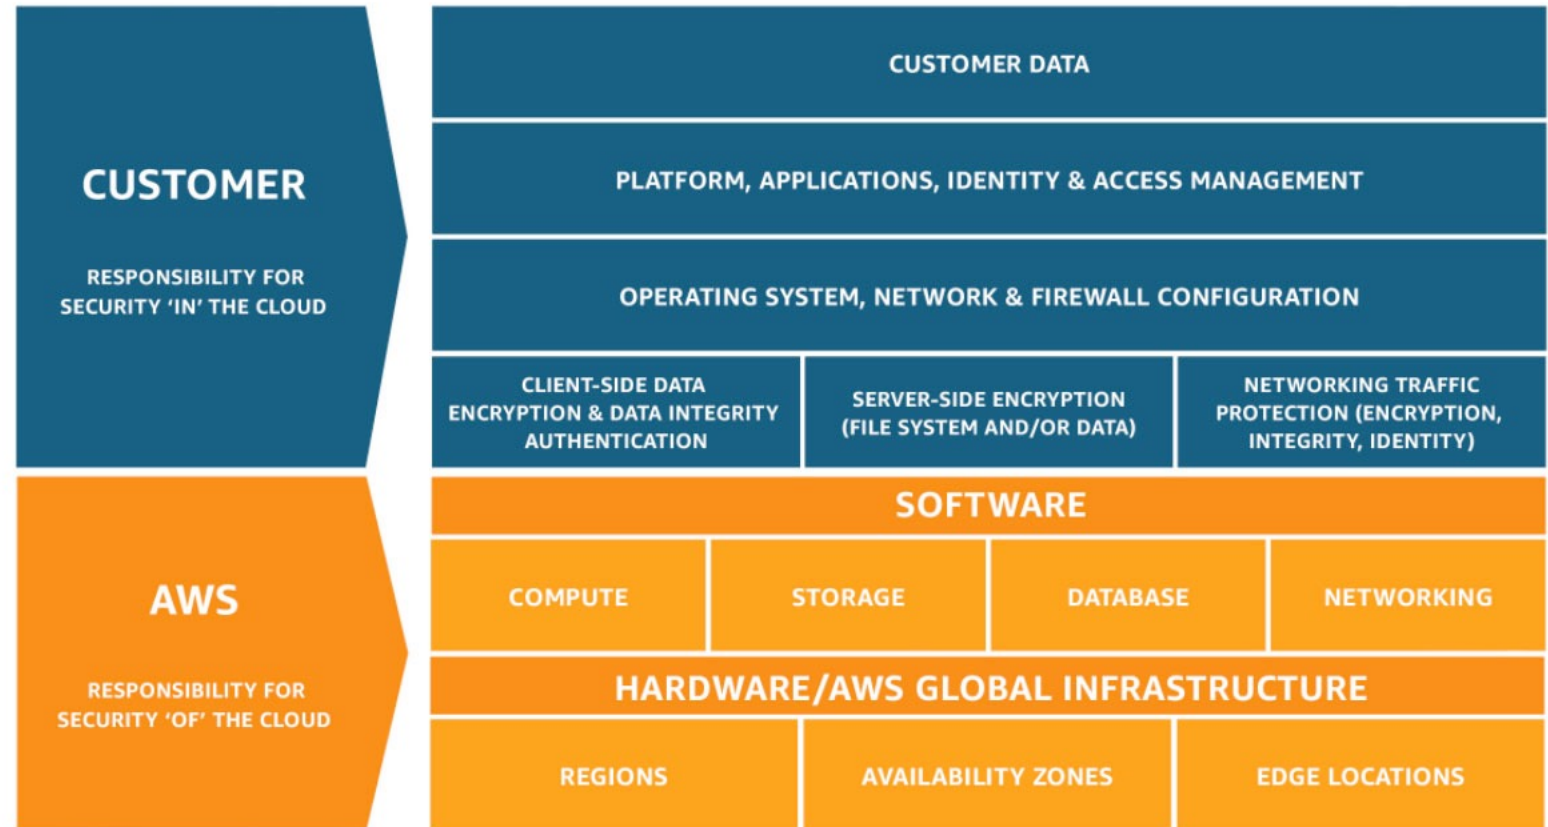 CUSTOMER
RESPONSIBILITY FOR
SECURITY ‘IN’ THE CLOUD
CUSTOMER DATA
PLATFORM, APPLICATIONS, IDENTITY & ACCESS MANAGEMENT
OPERATING SYSTEM, NETWORK & FIREWALL CONFIGURATION
CLIENT-SIDE DATA
ENCRYPTION & DATA INTEGRITY
AUTHENTICATION
SERVER-SIDE ENCRYPTION
(FILE SYSTEM AND/OR DATA)
NETWORKING TRAFFIC
PROTECTION (ENCRYPTION,
INTEGRITY, IDENTITY)
AWS
RESPONSIBILITY FOR
SECURITY ‘OF’ THE CLOUD
SOFTWARE
COMPUTE
STORAGE
DATABASE
NETWORKING
HARDWARE/AWS GLOBAL INFRASTRUCTURE
REGIONS
AVAILABILITY ZONES
EDGE LOCATIONS